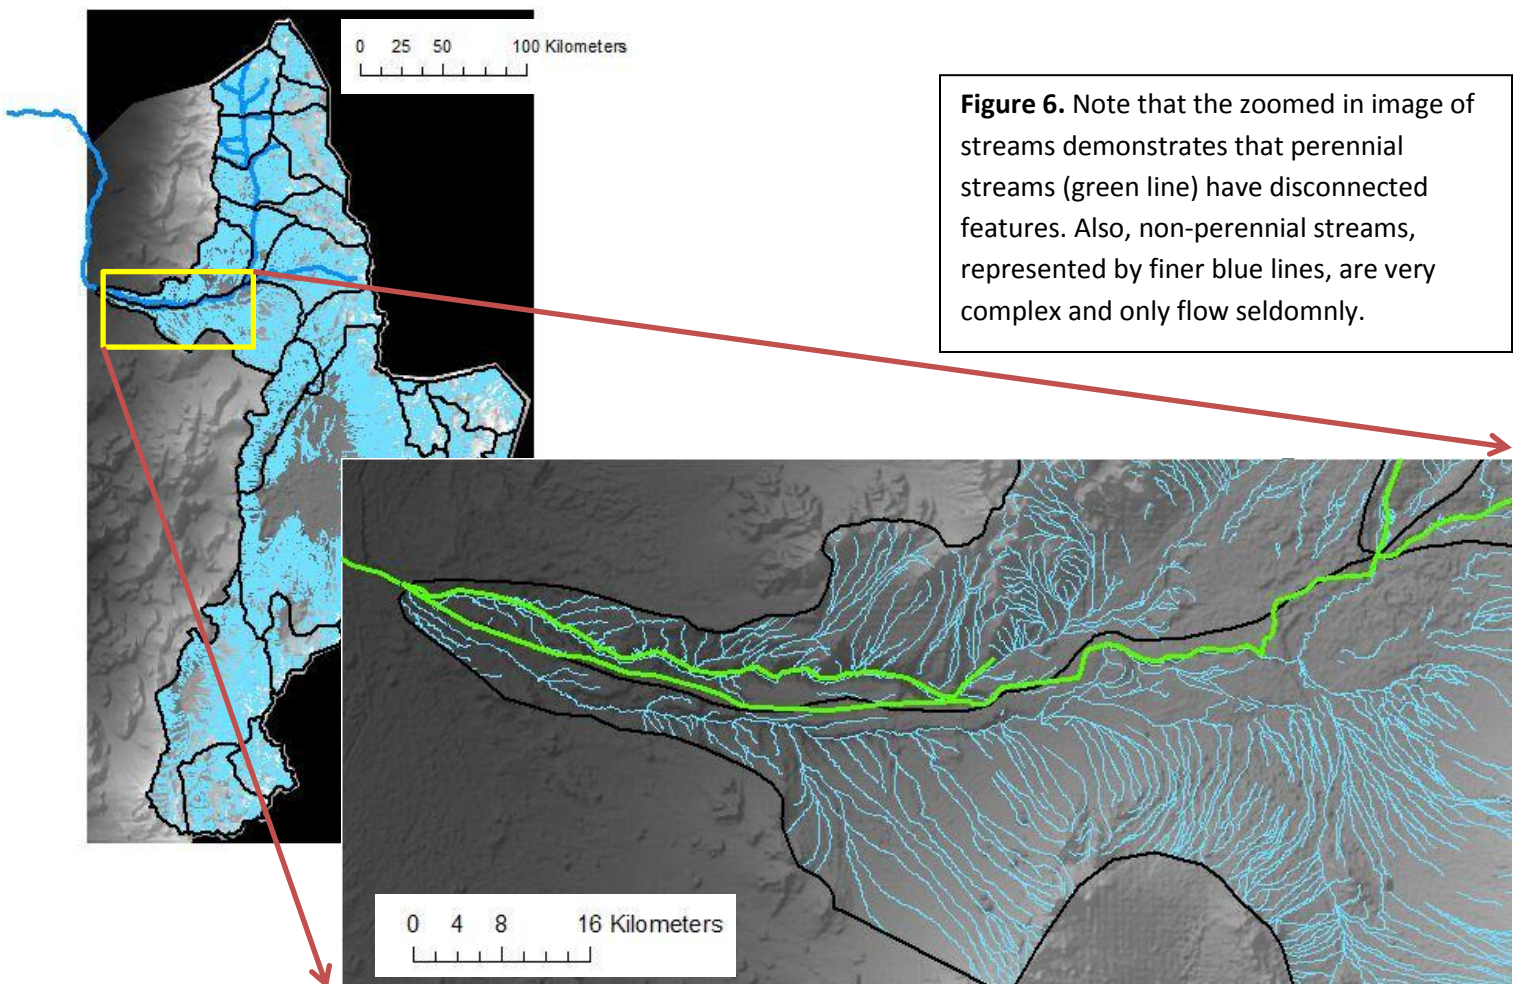 0 25 50 100 Kilometers
Figure 6. Note that the zoomed in image of
streams demonstrates that perennial
streams (green line) have disconnected
features. Also, non-perennial streams,
represented by finer blue lines, are very
complex and only flow seldomnly.
0 4 8 16 Kilometers